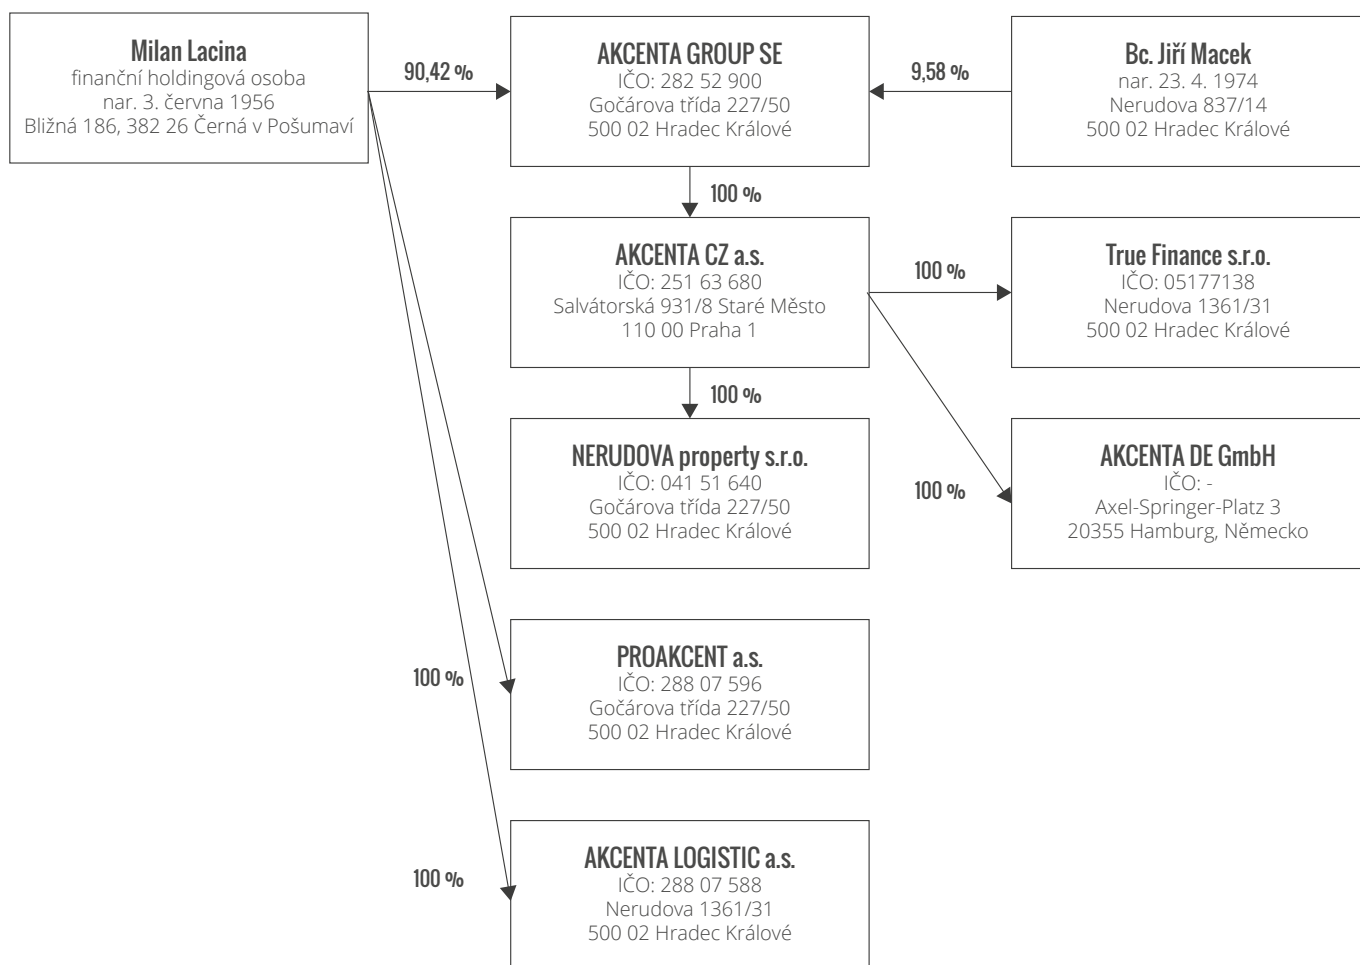 Milan Lacina
finanční holdingová osoba
nar. 3. června 1956
Bližná 186, 382 26 Černá v Pošumaví
90,42 %
AKCENTA GROUP SE
IČO: 282 52 900
Gočárova třída 227/50
500 02 Hradec Králové
9,58 %
Bc. Jiří Macek
nar. 23. 4. 1974
Nerudova 837/14
500 02 Hradec Králové
100 %
AKCENTA CZ a.s.
IČO: 251 63 680
Salvátorská 931/8 Staré Město
110 00 Praha 1
100 %
True Finance s.r.o.
IČO: 05177138
Nerudova 1361/31
500 02 Hradec Králové
100 %
NERUDOVA property s.r.o.
IČO: 041 51 640
Gočárova třída 227/50
500 02 Hradec Králové
100 %
AKCENTA DE GmbH
IČO: -
Axel-Springer-Platz 3
20355 Hamburg, Německo
100 %
PROAKCENT a.s.
IČO: 288 07 596
Gočárova třída 227/50
500 02 Hradec Králové
100 %
AKCENTA LOGISTIC a.s.
IČO: 288 07 588
Nerudova 1361/31
500 02 Hradec Králové